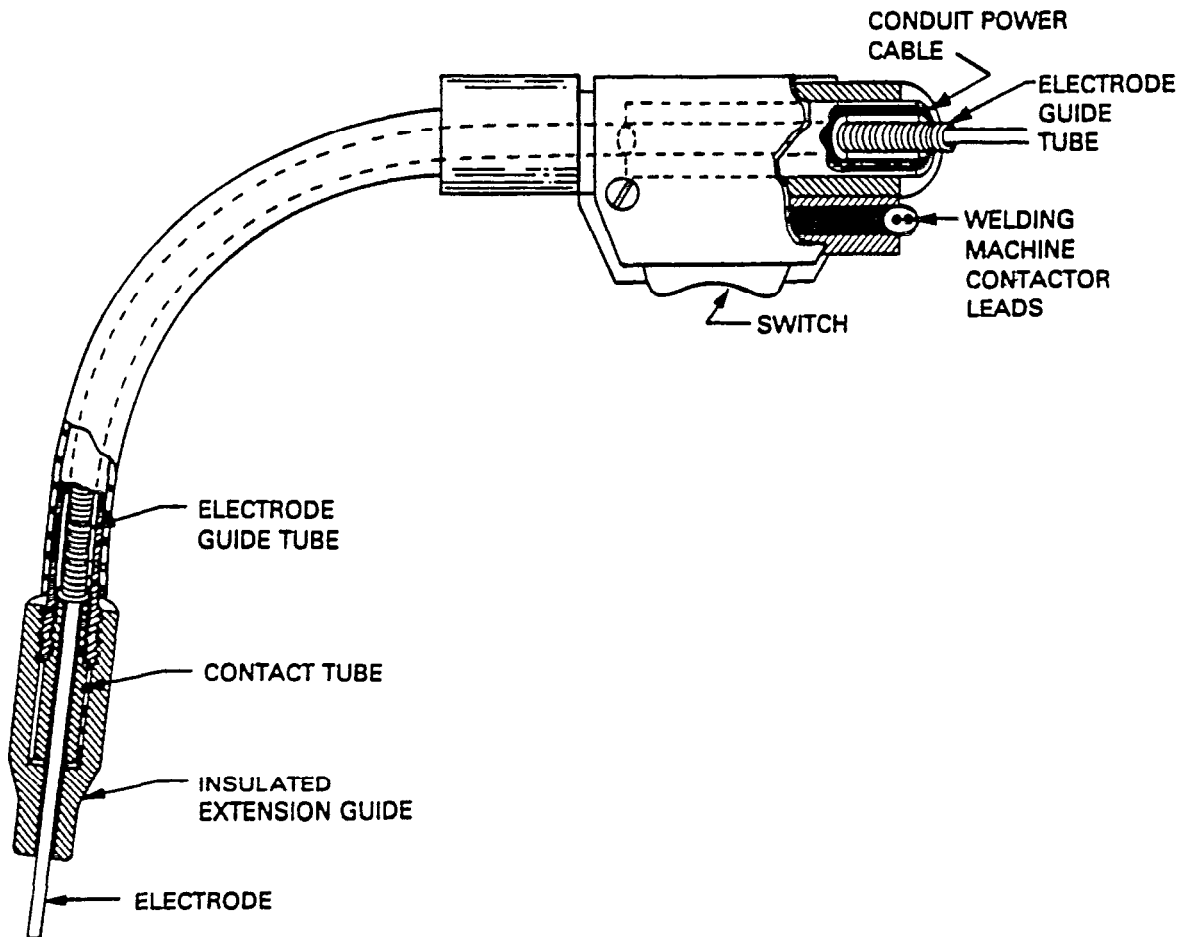 CONDUIT POWER
CABLE
ELECTRODE
GUIDE
TUBE
WELDING
MACHINE
CONTACTOR
LEADS
SWITCH
ELECTRODE
GUIDE TUBE
CONTACT TUBE
INSULATED
EXTENSION GUIDE
ELECTRODE